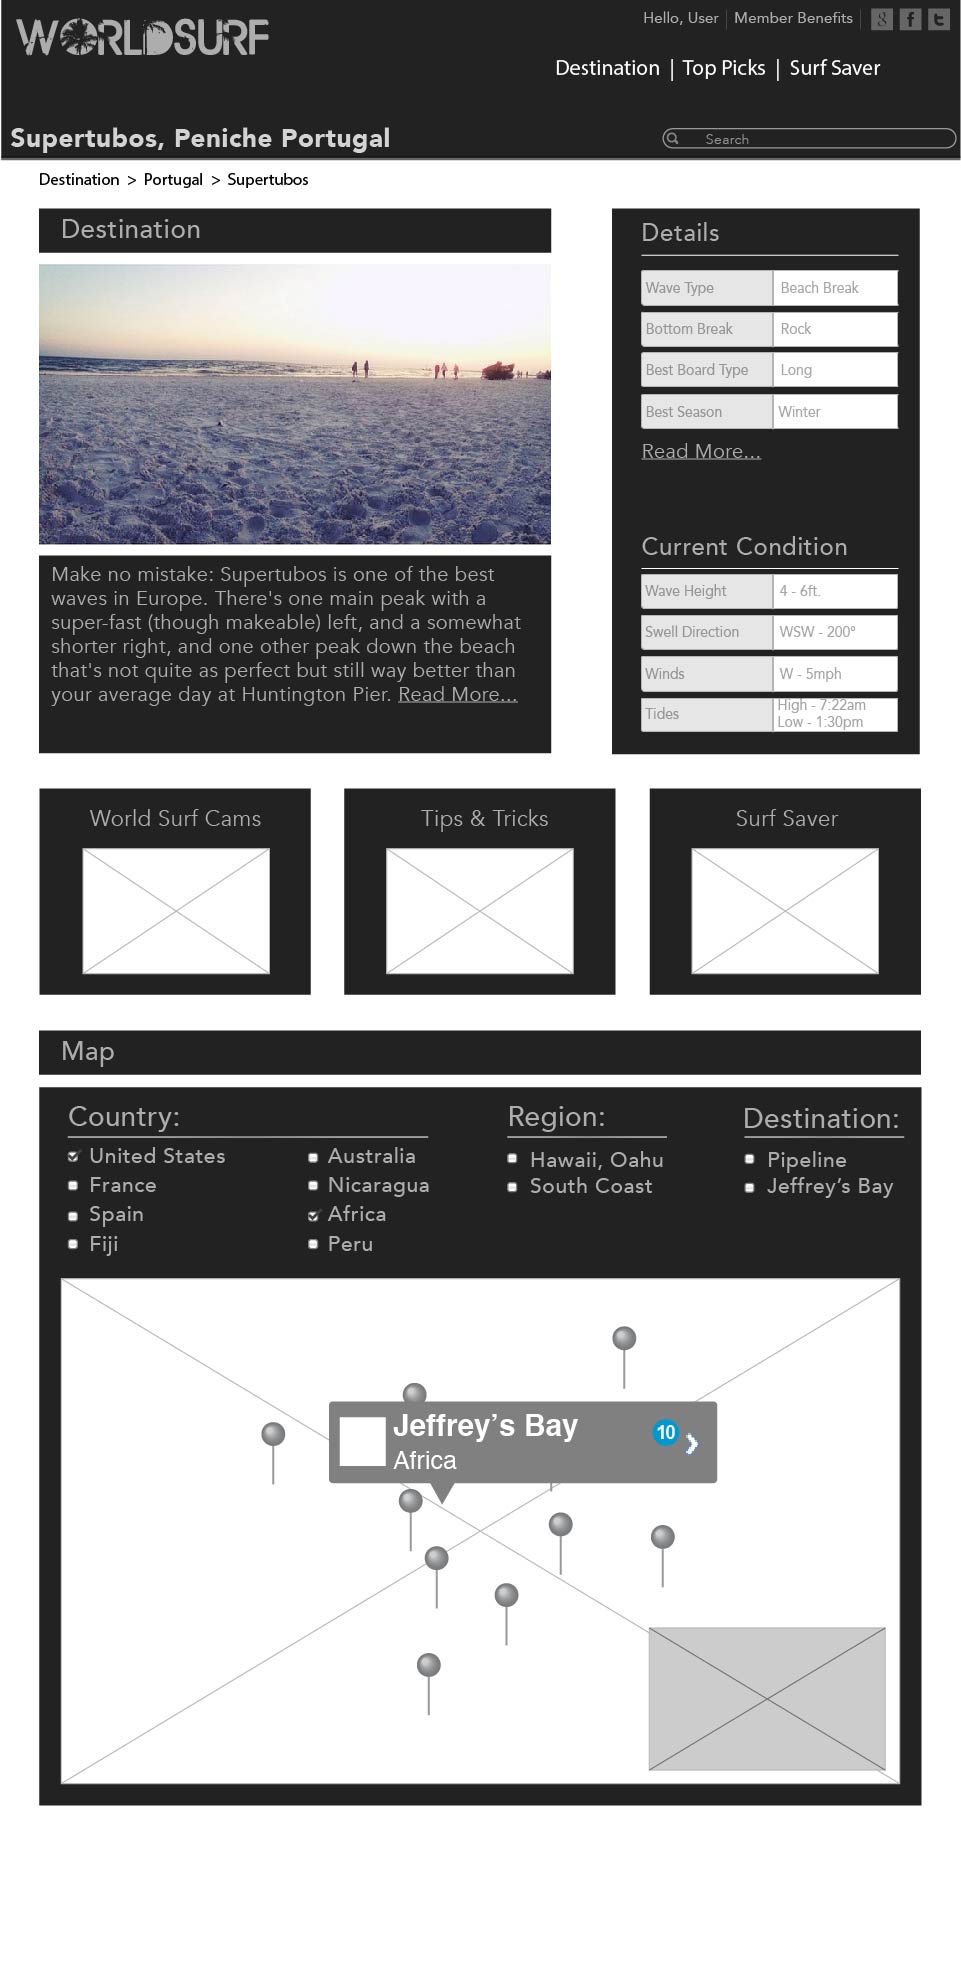 WORLDSURF
Hello, User
Member Benefits
g f t
Destination | Top Picks | Surf Saver
Supertubos, Peniche Portugal
Search
Destination > Portugal > Supertubos
Destination
Make no mistake: Supertubos is one of the best
waves in Europe. There's one main peak with a
super-fast (though makeable) left, and a somewhat
shorter right, and one other peak down the beach
that's not quite as perfect but still way better than
your average day at Huntington Pier. Read More...
Details
Wave Type Beach Break
Bottom Break Rock
Best Board Type Long
Best Season Winter
Read More...
Current Condition
Wave Height 4 - 6ft.
Swell Direction WSW - 200°
Winds W - 5mph
Tides High - 7:22am
Low - 1:30pm
World Surf Cams
Tips & Tricks
Surf Saver
Map
Country:
United States
France
Spain
Fiji
Australia
Nicaragua
Africa
Peru
Region:
Hawaii, Oahu
South Coast
Destination:
Pipeline
Jeffrey’s Bay
Jeffrey’s Bay
Africa
10